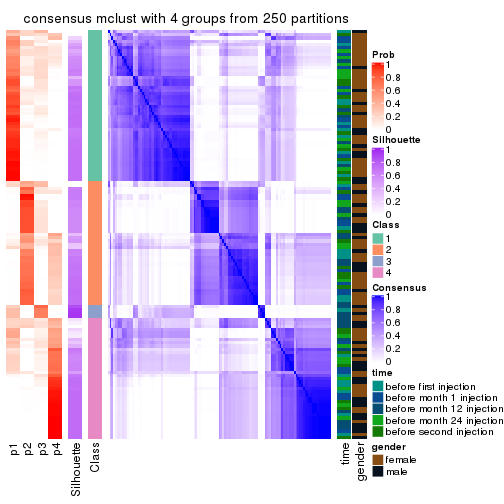 consensus mclust with 4 groups from 250 partitions
Prob
1
0.8
0.6
0.4
0.2
0
Silhouette
1
0.8
0.6
0.4
0.2
0
Class
1
2
3
4
Consensus
1
0.8
0.6
0.4
0.2
0
time
before first injection
before month 1 injection
before month 12 injection
before month 24 injection
before second injection
gender
female
male
p1
p2
p3
p4
Silhouette
Class
time
gender